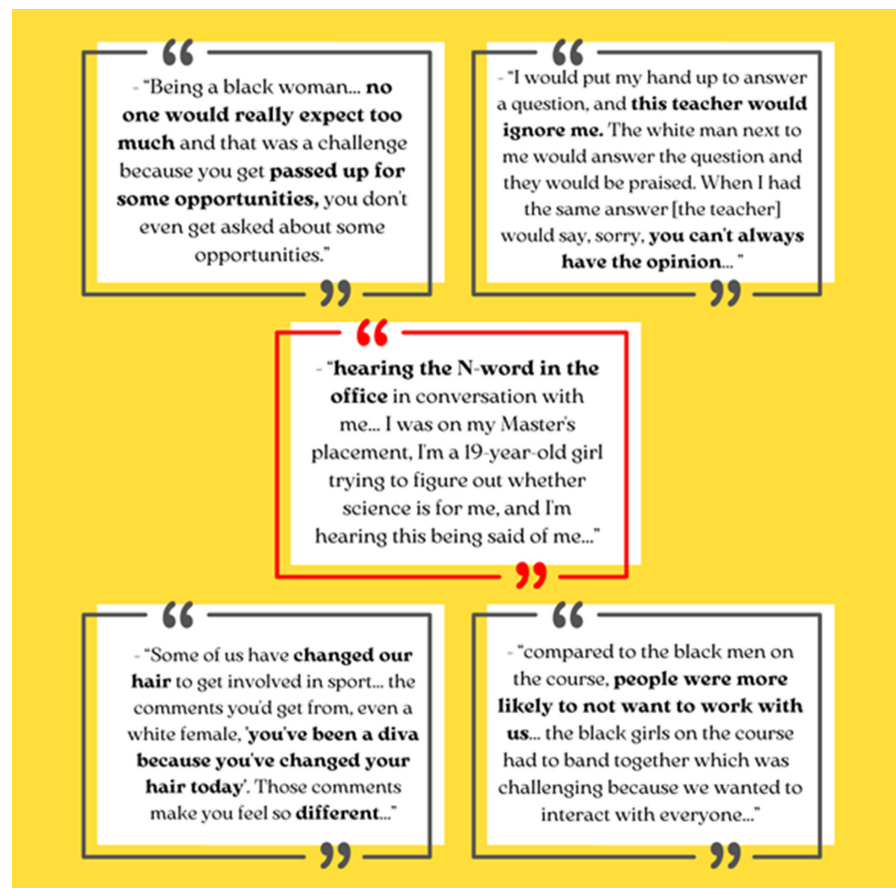 - "Being a black woman... no
one would really expect too
much and that was a challenge
because you get passed up for
some opportunities, you don't
even get asked about some
opportunities."
- "I would put my hand up to answer
a question, and this teacher would
ignore me. The white man next to
me would answer the question and
they would be praised. When I had
the same answer [the teacher]
would say, sorry, you can't always
have the opinion... "
- "hearing the N-word in the
office in conversation with
me... I was on my Master's
placement, I'm a 19-year-old girl
trying to figure out whether
science is for me, and I'm
hearing this being said of me..."
- "Some of us have changed our
hair to get involved in sport... the
comments you'd get from, even a
white female, 'you've been a diva
because you've changed your
hair today'. Those comments
make you feel so different..."
- "compared to the black men on
the course, people were more
likely to not want to work with
us... the black girls on the course
had to band together which was
challenging because we wanted to
interact with everyone..."